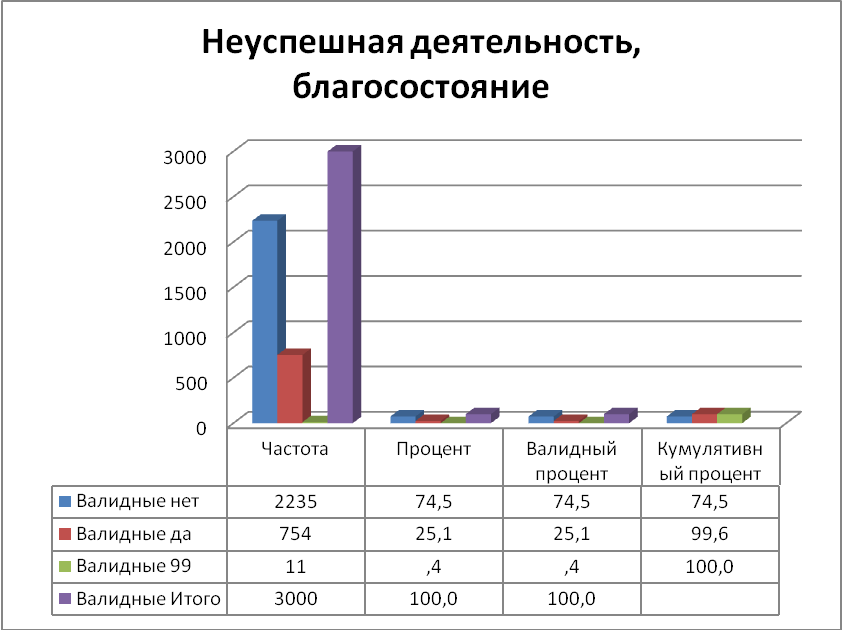 Неуспешная деятельность,
благосостояние
3000
2500
2000
1500
1000
500
0
Частота Процент Валидный процент Кумулятивн ый процент
Валидные нет 2235 74,5 74,5 74,5
Валидные да 754 25,1 25,1 99,6
Валидные 99 11 ,4 ,4 100,0
Валидные Итого 3000 100,0 100,0